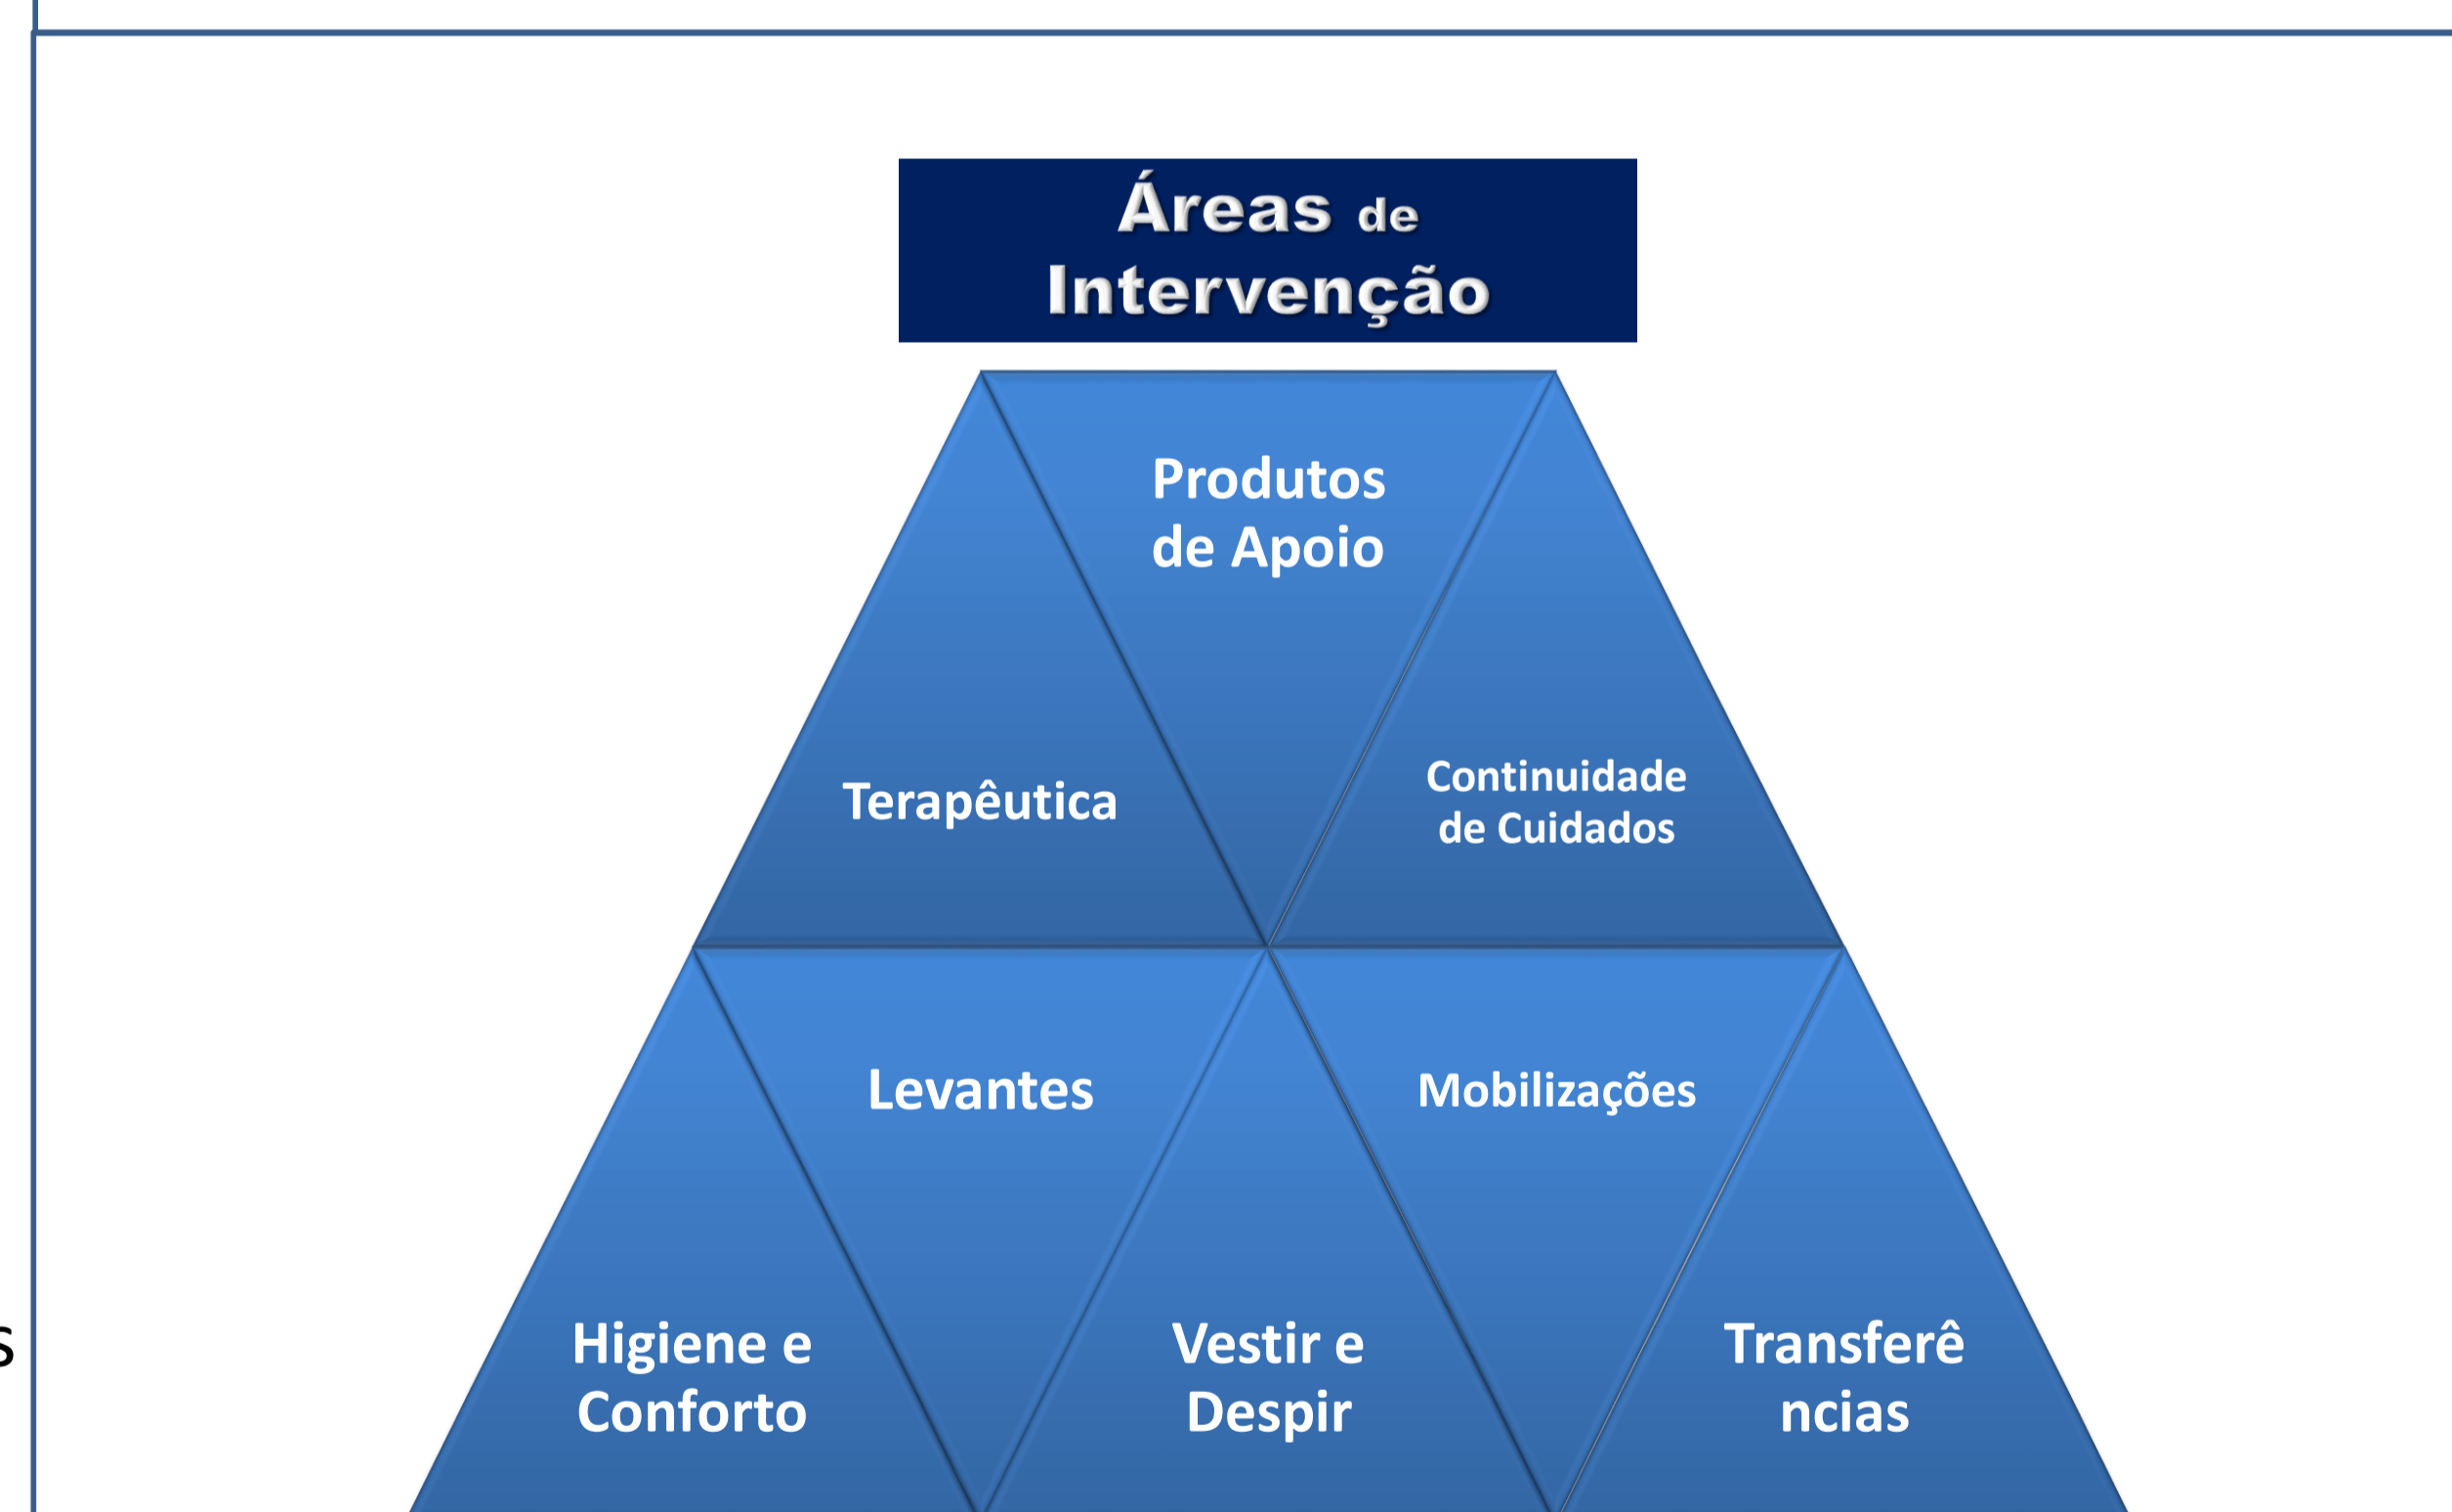 Áreas de
Intervenção
Produtos
de Apoio
Terapêutica
Continuidade
de Cuidados
Levantes
Mobilizações
Higiene e
Conforto
Vestir e
Despir
Transferê
ncias
s